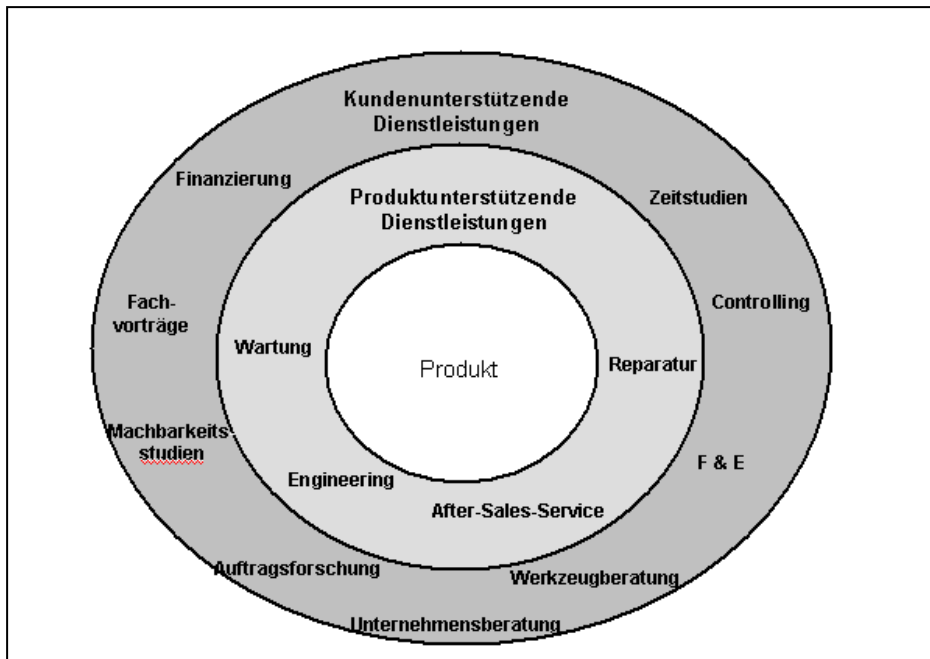 Kundenunterstützende
Dienstleistungen
Finanzierung
Produktunterstützende
Dienstleistungen
Zeitstudien
Fach-
vorträge
Controlling
Wartung
Produkt
Reparatur
Machbarkeits-
studien
F & E
Engineering
After-Sales-Service
Auftragsforschung
Werkzeugberatung
Unternehmensberatung